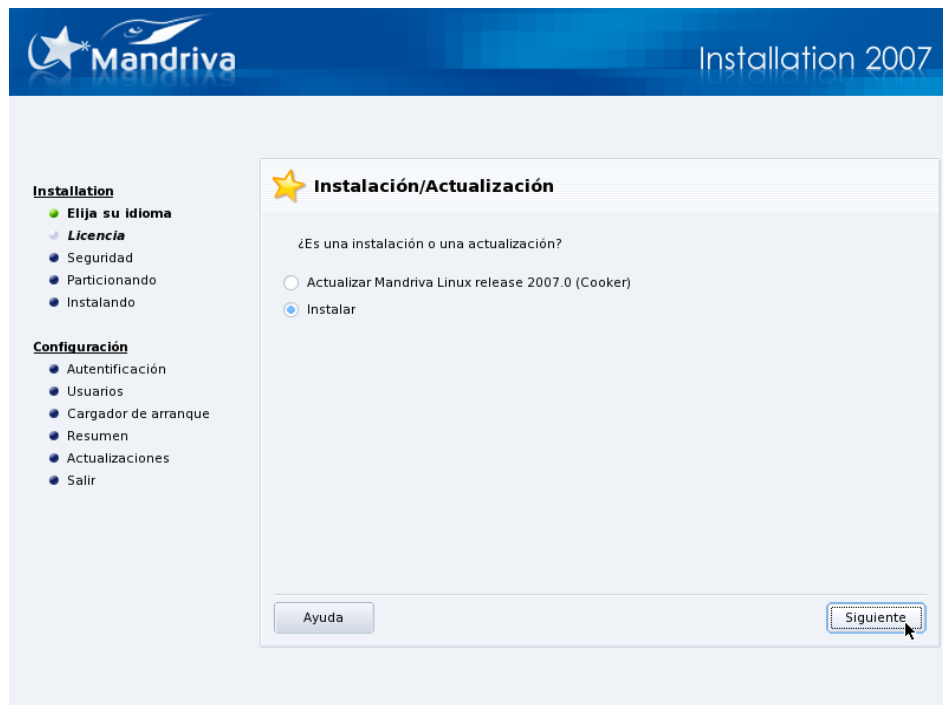 Mandriva
Installation 2007
Installation
Elija su idioma
Licencia
Seguridad
Particionando
Instalando
Configuración
Autentificación
Usuarios
Cargador de arranque
Resumen
Actualizaciones
Salir
Instalación/Actualización
¿Es una instalación o una actualización?
Actualizar Mandriva Linux release 2007.0 (Cooker)
Instalar
Ayuda
Siguiente